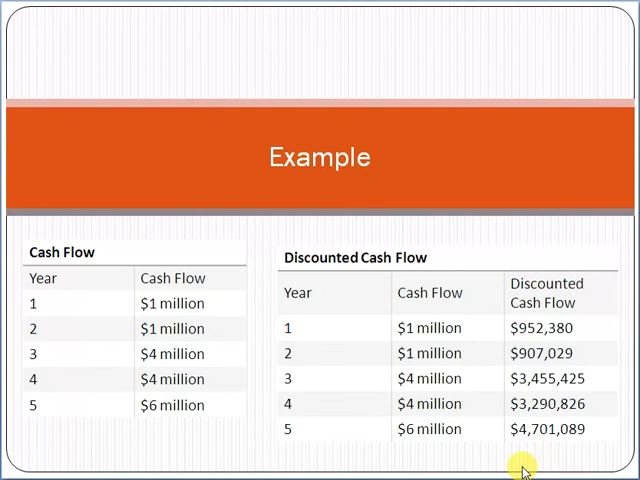 Example
Cash Flow
Year Cash Flow
1 $1 million
2 $1 million
3 $4 million
4 $4 million
5 $6 million
Discounted Cash Flow
Year Cash Flow Discounted Cash Flow
1 $1 million $952,380
2 $1 million $907,029
3 $4 million $3,455,425
4 $4 million $3,290,826
5 $6 million $4,701,089